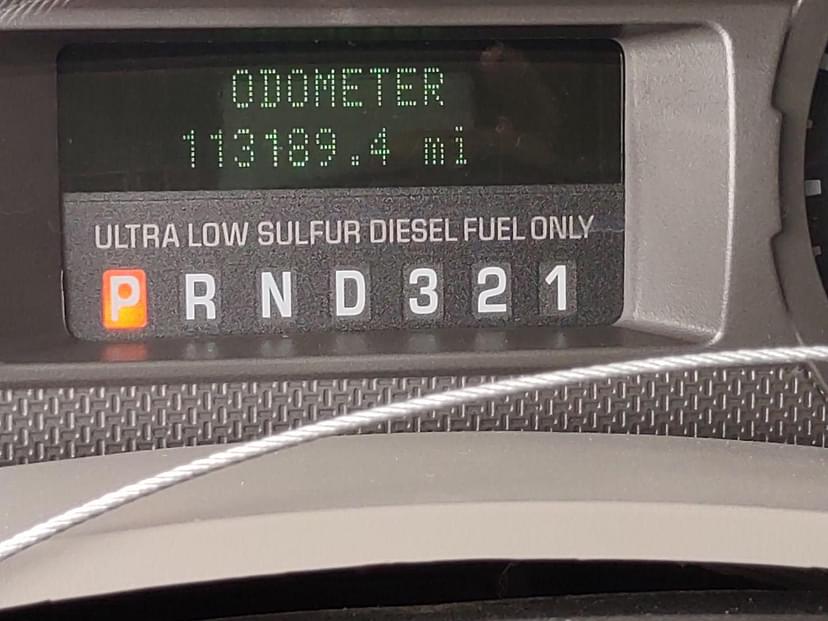 ODOMETER
113189.4 mi
ULTRA LOW SULFUR DIESEL FUEL ONLY
P R N D 3 2 1